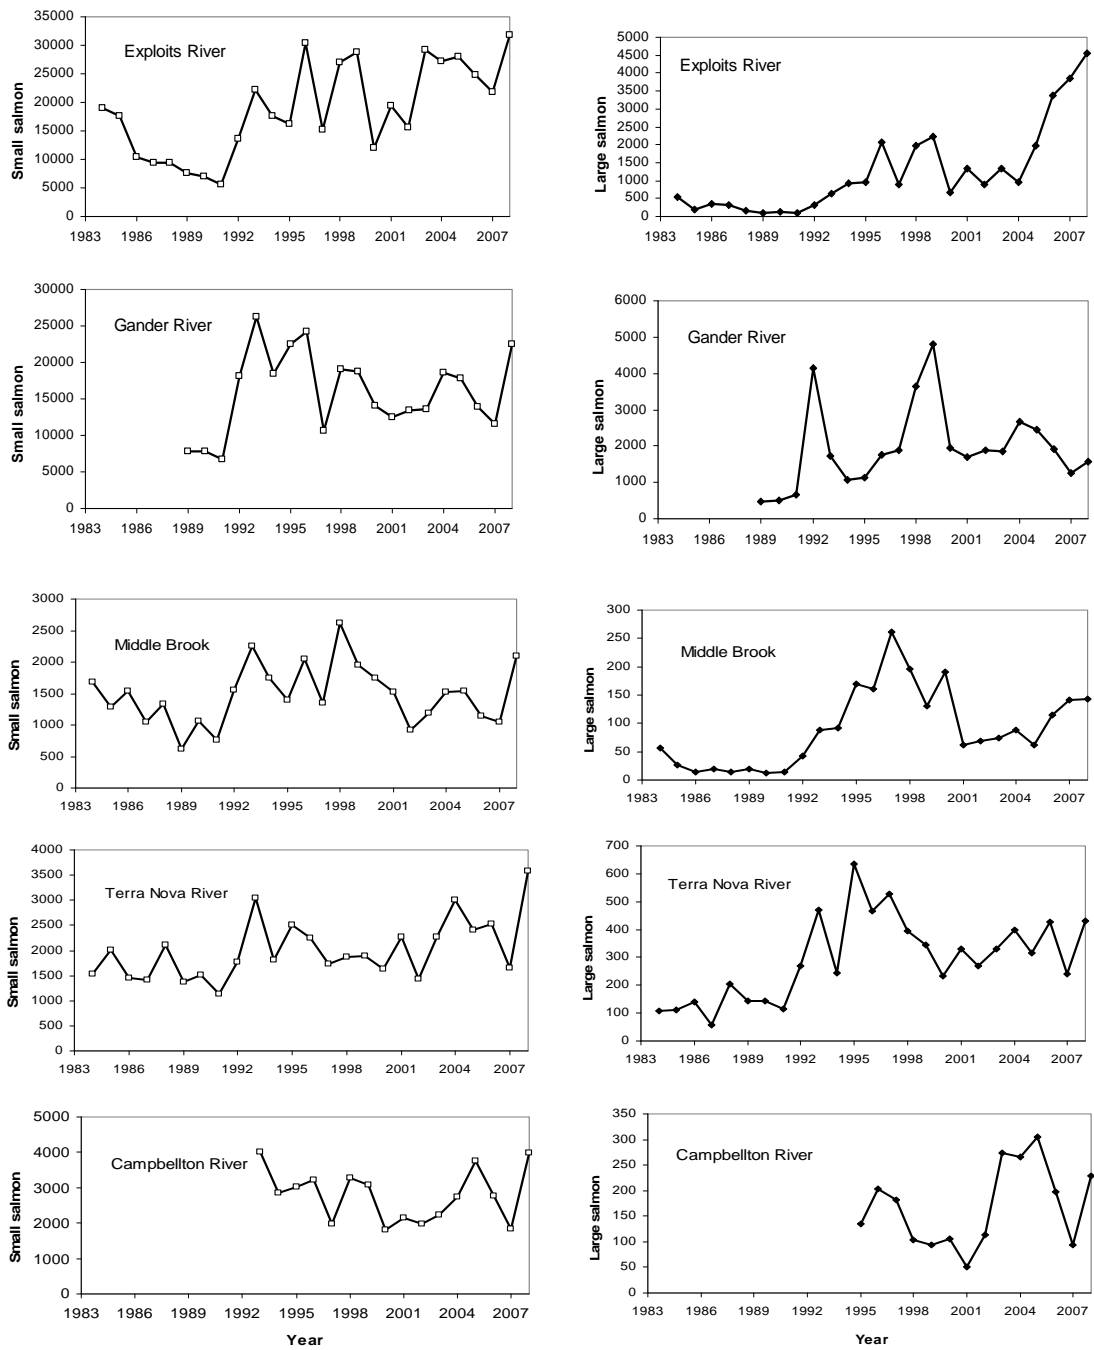 Exploits River
Small salmon
35000
30000
25000
20000
15000
10000
5000
0
1983 1986 1989 1992 1995 1998 2001 2004 2007
Exploits River
Large salmon
5000
4500
4000
3500
3000
2500
2000
1500
1000
500
0
1983 1986 1989 1992 1995 1998 2001 2004 2007
Gander River
Small salmon
30000
25000
20000
15000
10000
5000
0
1983 1986 1989 1992 1995 1998 2001 2004 2007
Gander River
Large salmon
6000
5000
4000
3000
2000
1000
0
1983 1986 1989 1992 1995 1998 2001 2004 2007
Middle Brook
Small salmon
3000
2500
2000
1500
1000
500
0
1983 1986 1989 1992 1995 1998 2001 2004 2007
Middle Brook
Large salmon
300
250
200
150
100
50
0
1983 1986 1989 1992 1995 1998 2001 2004 2007
Terra Nova River
Small salmon
4000
3500
3000
2500
2000
1500
1000
500
0
1983 1986 1989 1992 1995 1998 2001 2004 2007
Terra Nova River
Large salmon
700
600
500
400
300
200
100
0
1983 1986 1989 1992 1995 1998 2001 2004 2007
Campbellton River
Small salmon
5000
4000
3000
2000
1000
0
1983 1986 1989 1992 1995 1998 2001 2004 2007
Year
Campbellton River
Large salmon
350
300
250
200
150
100
50
0
1983 1986 1989 1992 1995 1998 2001 2004 2007
Year